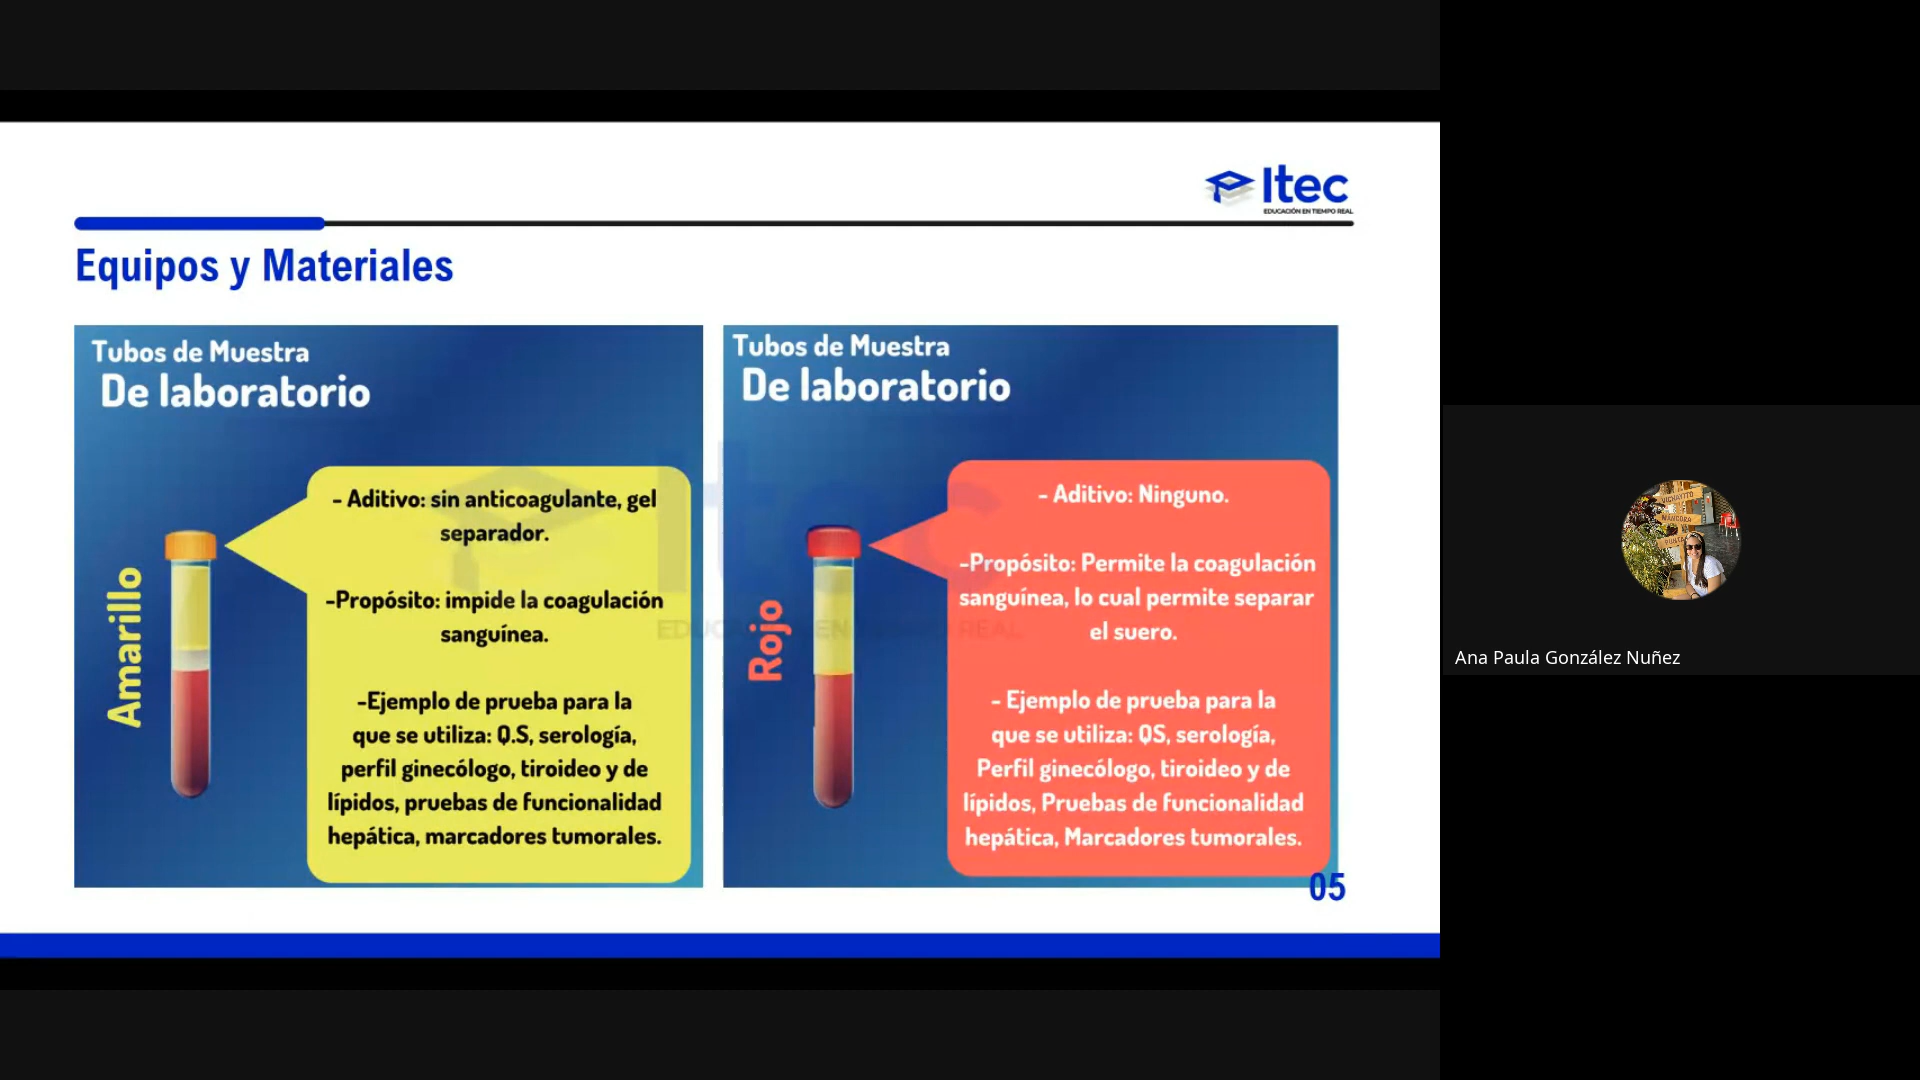 Itec
EDUCACIÓN EN TIEMPO REAL
Equipos y Materiales
Tubos de Muestra
De laboratorio
Amarillo
- Aditivo: sin anticoagulante, gel
separador.
-Propósito: impide la coagulación
sanguínea.
-Ejemplo de prueba para la
que se utiliza: Q.S, serología,
perfil ginecólogo, tiroideo y de
lípidos, pruebas de funcionalidad
hepática, marcadores tumorales.
Tubos de Muestra
De laboratorio
Rojo
- Aditivo: Ninguno.
-Propósito: Permite la coagulación
sanguínea, lo cual permite separar
el suero.
- Ejemplo de prueba para la
que se utiliza: QS, serología,
Perfil ginecólogo, tiroideo y de
lípidos, Pruebas de funcionalidad
hepática, Marcadores tumorales.
05
VICHAYITO
MANCORA
PUNTA
Ana Paula González Nuñez